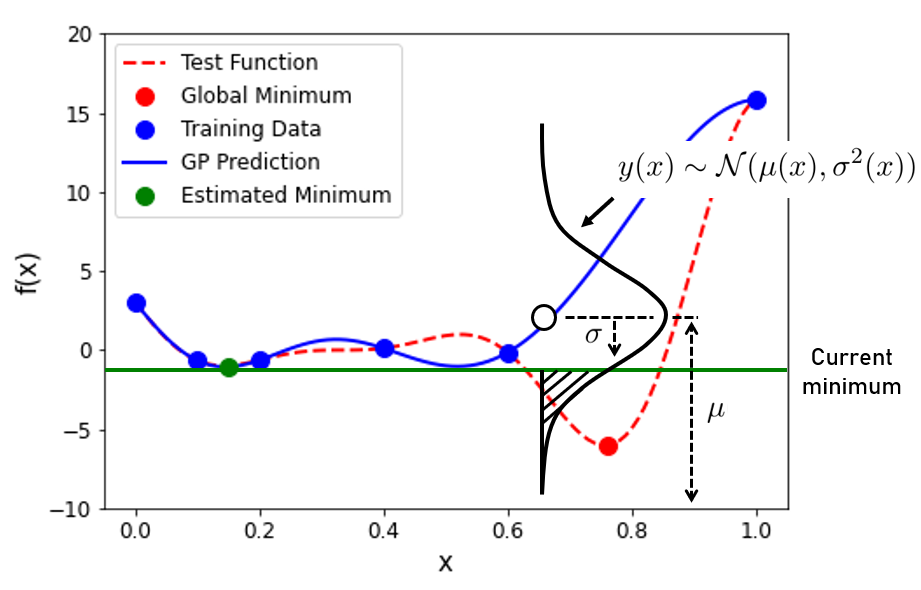 20
15
10
5
0
−5
−10
f(x)
Test Function
Global Minimum
Training Data
GP Prediction
Estimated Minimum
y(x) ∼ 𝒩(μ(x), σ²(x))
σ
μ
Current
minimum
0.0 0.2 0.4 0.6 0.8 1.0
x